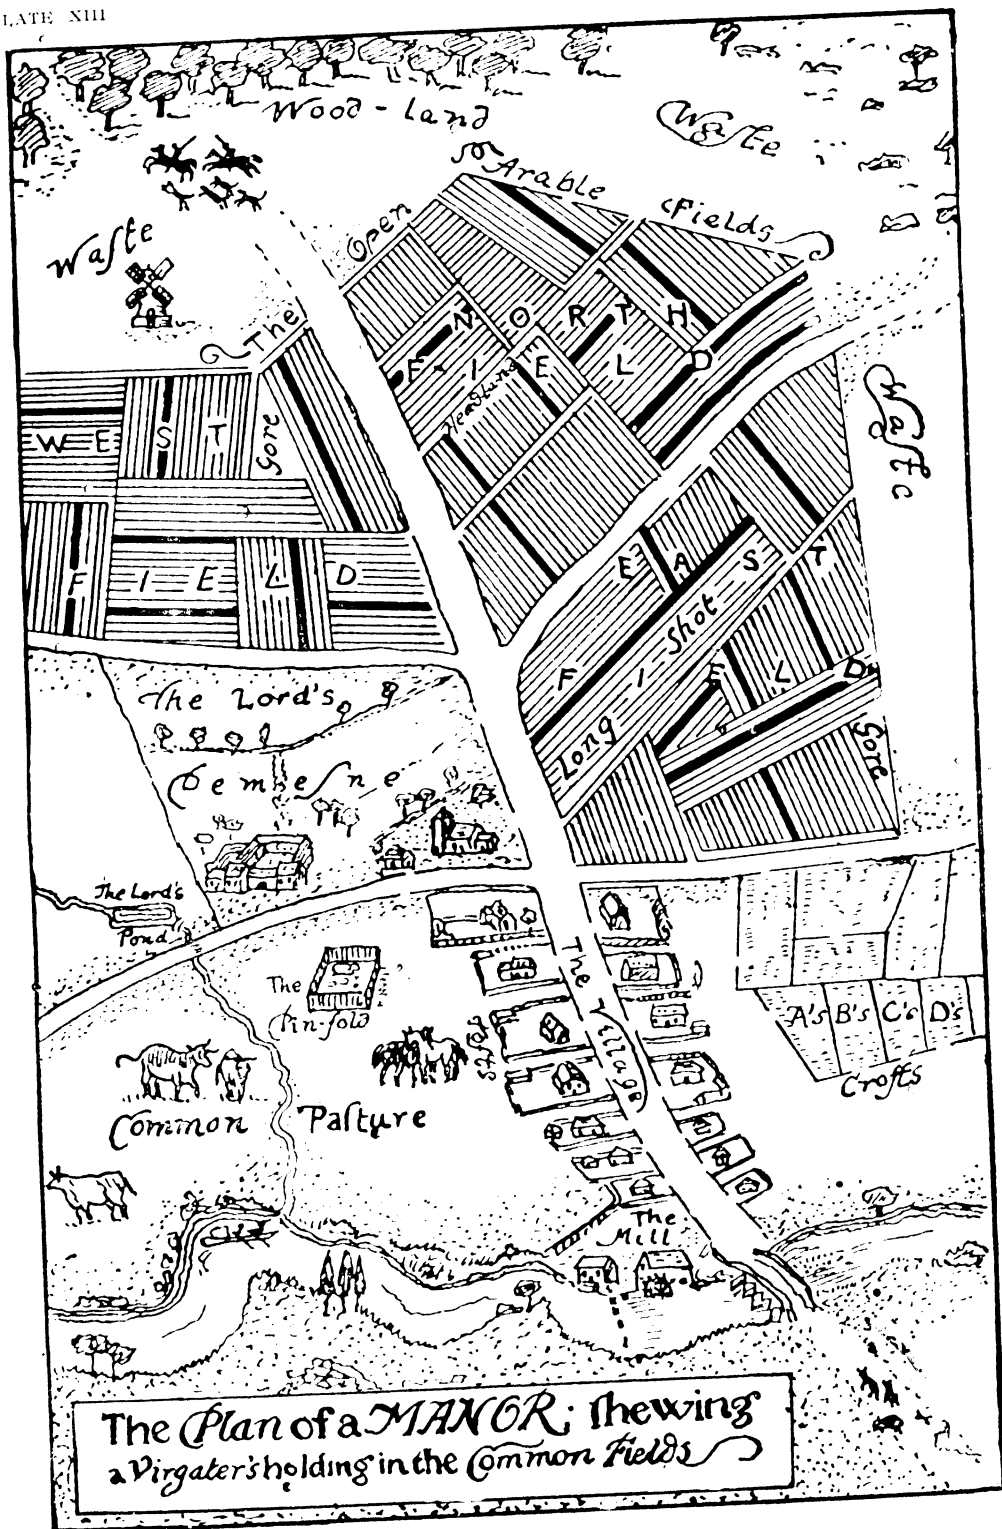 LATE XIII
Wood-land
Waſte
Waſte
The Open Arable Fields
NORTH
FIELD
Headland
WEST
FIELD
Gore
Waſte
EAST
FIELD
Long Shot
Gore
The Lord's
Demeſne
The Lord's
Pond
The
Pin-fold
The Village
A's B's C's D's
Crofts
Common Paſture
The
Mill
The Plan of a MANOR; ſhewing
a Virgater's holding in the Common Fields